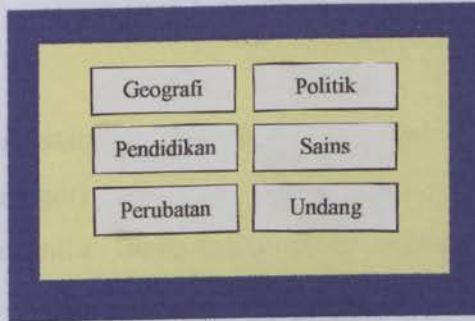 Geografi Politik
Pendidikan Sains
Perubatan Undang